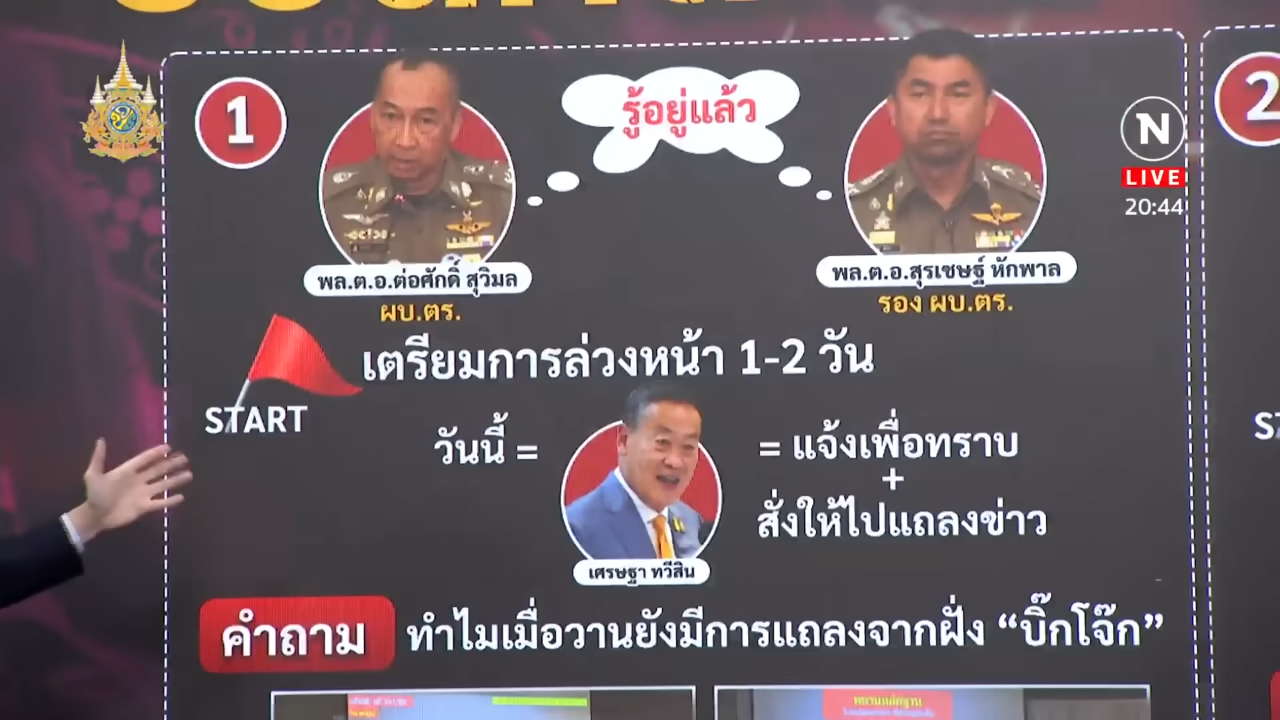 1
รู้อยู่แล้ว
2
N
LIVE
20:44
พล.ต.อ.ต่อศักดิ์ สุวิมล
ผบ.ตร.
พล.ต.อ.สุรเชษฐ์ หักพาล
รอง ผบ.ตร.
START
เตรียมการล่วงหน้า 1-2 วัน
วันนี้ =
= แจ้งเพื่อทราบ
+
สั่งให้ไปแถลงข่าว
เศรษฐา ทวีสิน
คำถาม ทำไมเมื่อวานยังมีการแถลงจากฝั่ง “บิ๊กโจ๊ก”